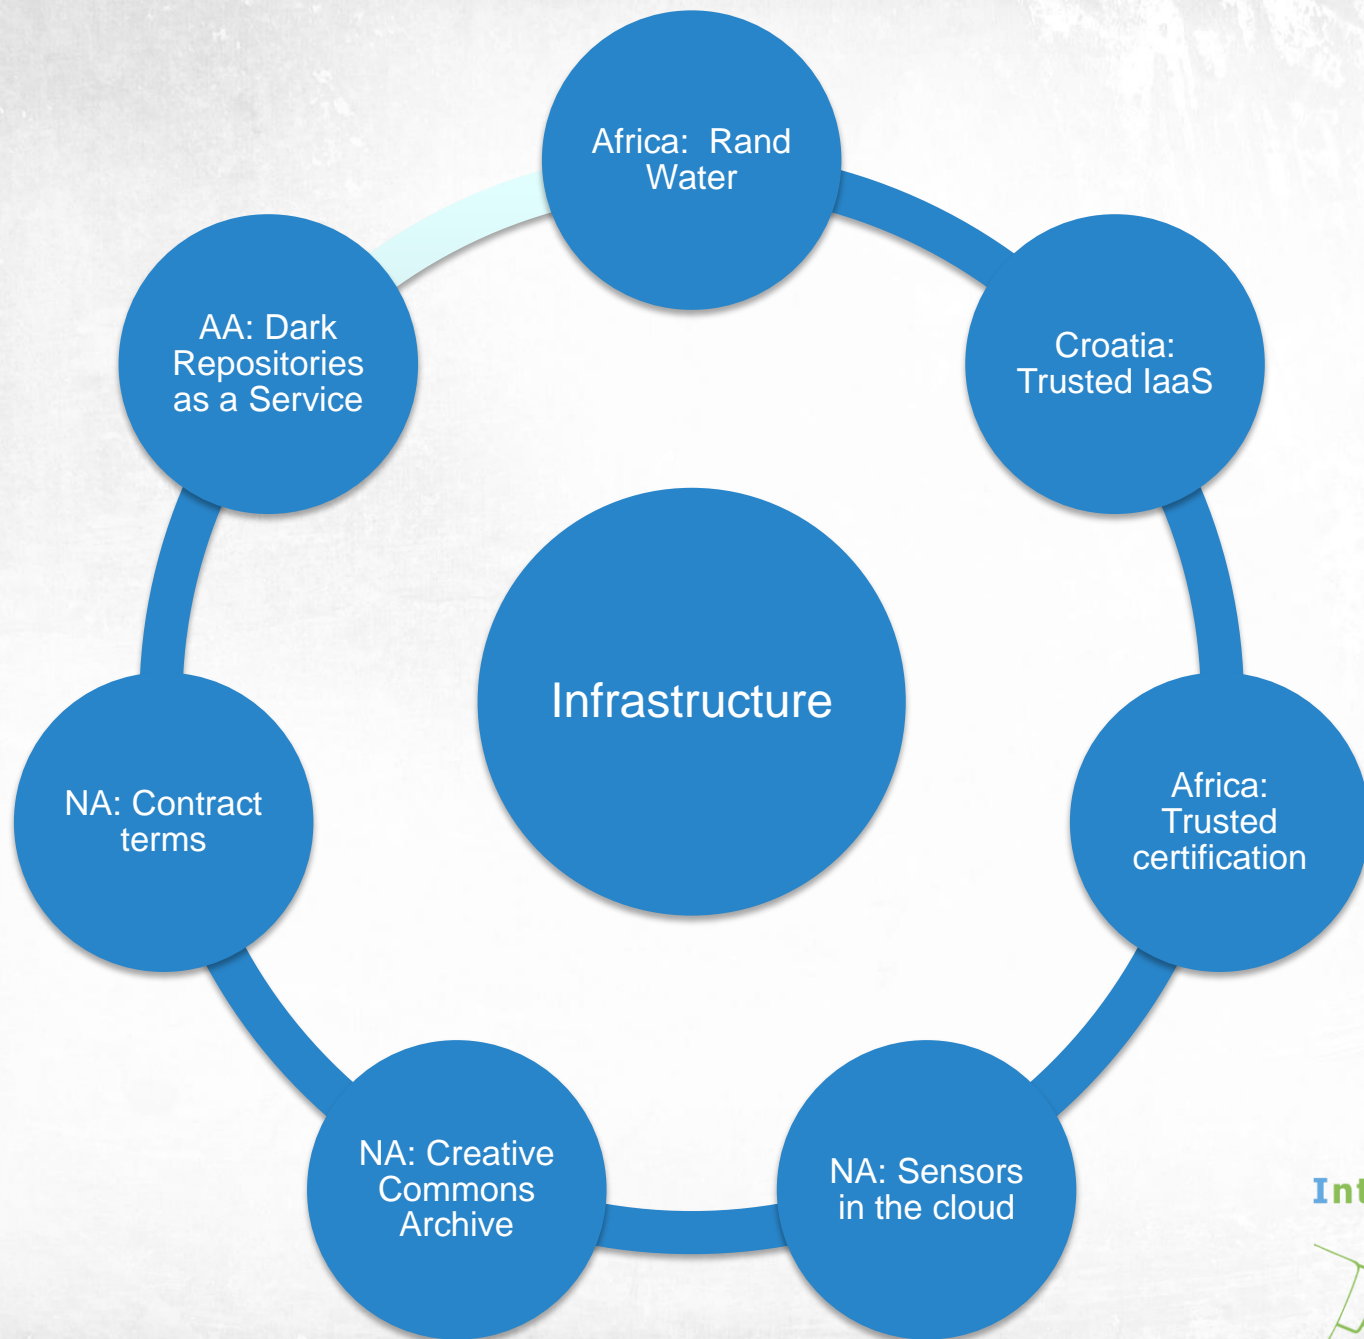 Africa: Rand
Water
Croatia:
Trusted IaaS
Africa:
Trusted
certification
NA: Sensors
in the cloud
NA: Creative
Commons
Archive
NA: Contract
terms
AA: Dark
Repositories
as a Service
Infrastructure